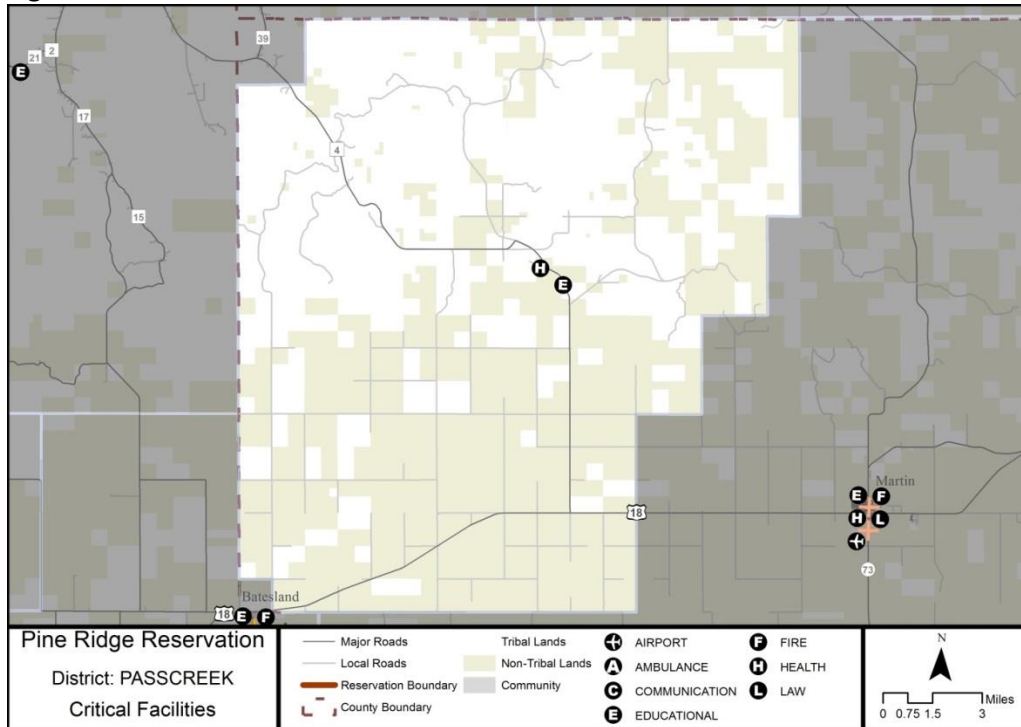 39
21
2
E
17
4
15
H
E
Martin
E
F
18
H
L
73
Batesland
18
E
F
Pine Ridge Reservation
District: PASSCREEK
Critical Facilities
Major Roads
Local Roads
Reservation Boundary
County Boundary
Tribal Lands
Non-Tribal Lands
Community
AIRPORT
A AMBULANCE
C COMMUNICATION
E EDUCATIONAL
F FIRE
H HEALTH
L LAW
N
Miles
0 0.75 1.5 3